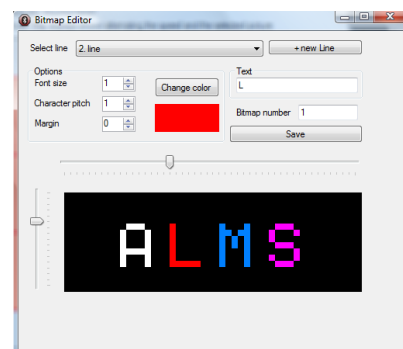 Bitmap Editor
Select line 2. line + new Line
Options
Font size 1 Change color
Character pitch 1
Margin 0
Text
L
Bitmap number 1
Save
A L M S